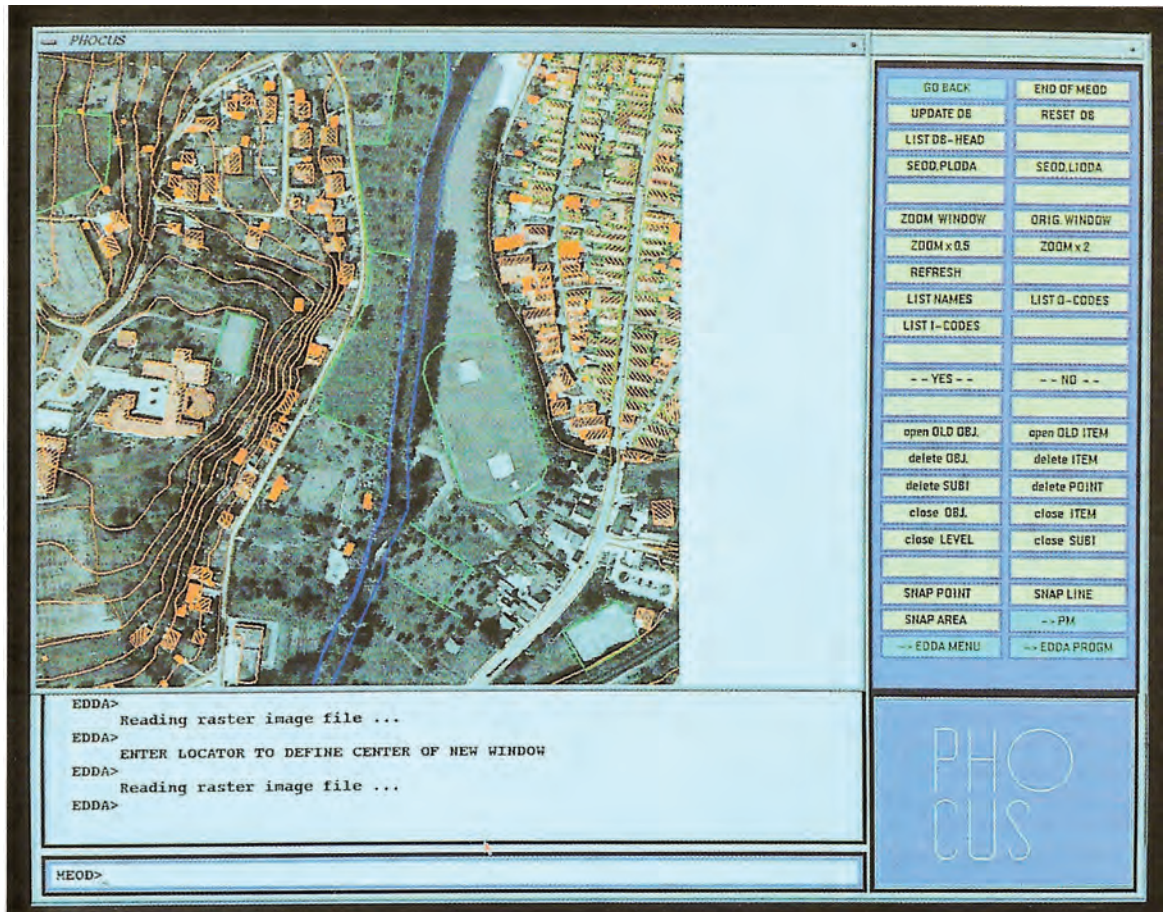 PHOCUS
GO BACK
END OF MEOD
UPDATE DB
RESET DB
LIST DB-HEAD
SEOD,PLODA
SEOD,LIODA
ZOOM WINDOW
ORIG. WINDOW
ZOOM x 0.5
ZOOM x 2
REFRESH
LIST NAMES
LIST O-CODES
LIST I-CODES
-- YES --
-- NO --
open OLD OBJ.
open OLD ITEM
delete OBJ.
delete ITEM
delete SUBI
delete POINT
close OBJ.
close ITEM
close LEVEL
close SUBI
SNAP POINT
SNAP LINE
SNAP AREA
-- PM
-- EDDA MENU
-- EDDA PROGM
EDDA>
Reading raster image file ...
EDDA>
ENTER LOCATOR TO DEFINE CENTER OF NEW WINDOW
EDDA>
Reading raster image file ...
EDDA>
MEOD>
PHO
CUS